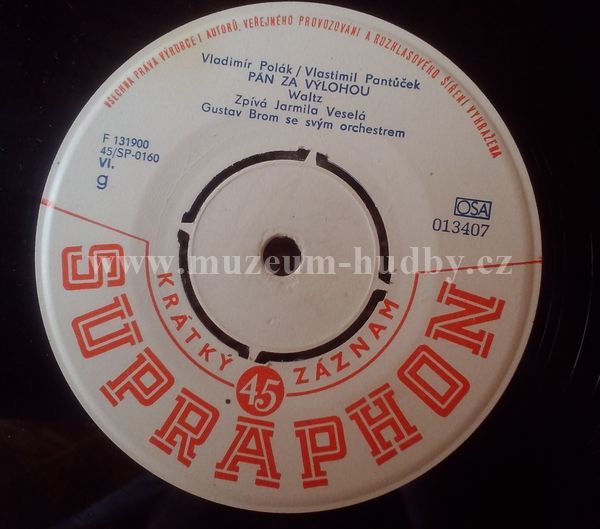 VŠECHNA PRÁVA VÝROBCE I AUTORŮ, VEŘEJNÉHO PROVOZOVÁNÍ A ROZHLASOVÉHO ŠÍŘENÍ VYHRAŽENA
Vladimír Polák/Vlastimil Pantůček
PÁN ZA VÝLOHOU
Waltz
Zpívá Jarmila Veselá
Gustav Brom se svým orchestrem
F 131900
45/SP-0160
VI.
g
OSA
013407
www.muzeum-hudby.cz
KRÁTKÝ ZÁZNAM
45
SUPRAPHON